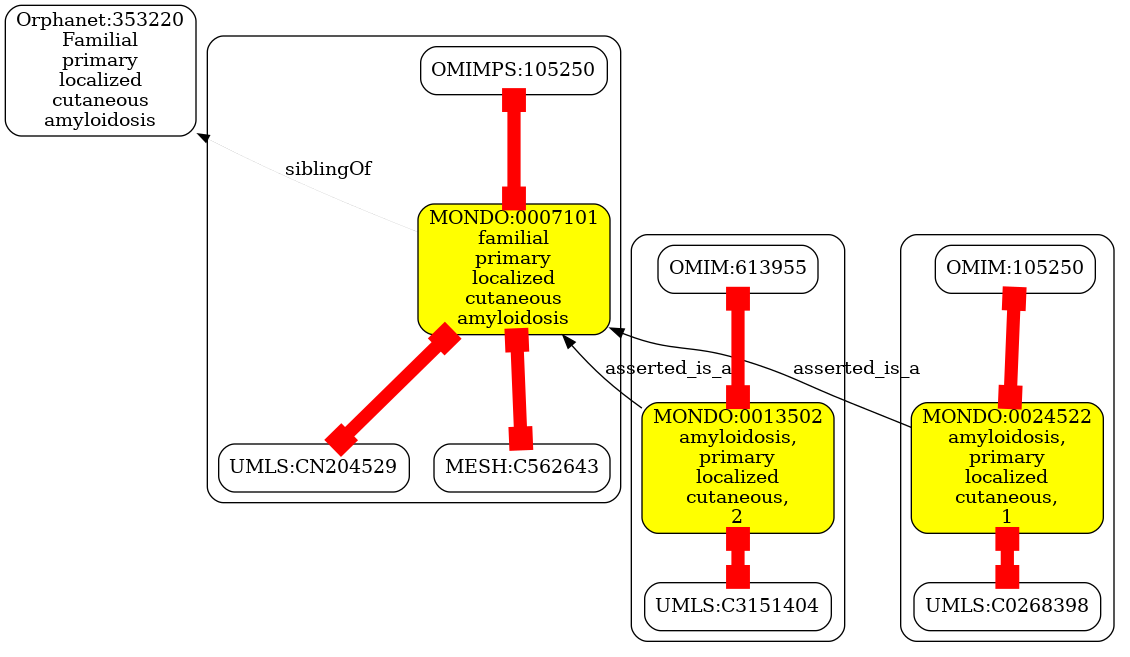 Orphanet:353220
Familial
primary
localized
cutaneous
amyloidosis
OMIMPS:105250
siblingOf
MONDO:0007101
familial
primary
localized
cutaneous
amyloidosis
UMLS:CN204529
MESH:C562643
OMIM:613955
asserted_is_a
MONDO:0013502
amyloidosis,
primary
localized
cutaneous,
2
UMLS:C3151404
OMIM:105250
asserted_is_a
MONDO:0024522
amyloidosis,
primary
localized
cutaneous,
1
UMLS:C0268398